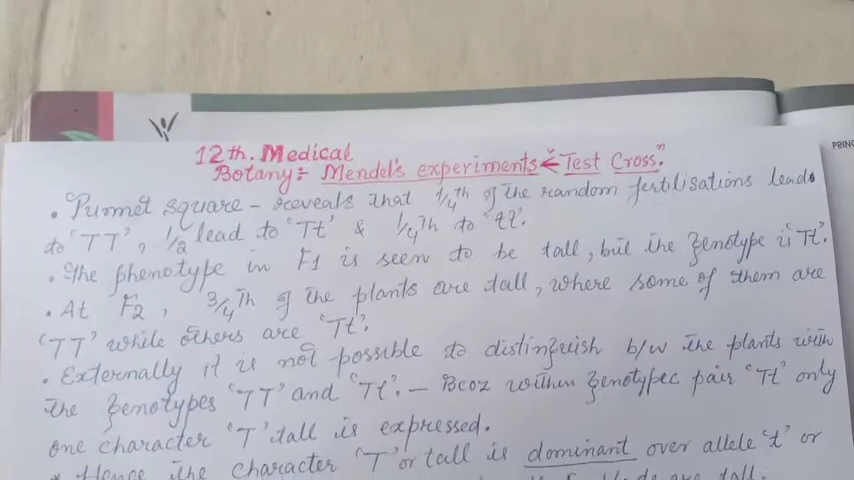 12th. Medical
Botany:- Mendel's experiments ← "Test Cross."
PRINC
• Punnet square - reveals that 1/4th of the random fertilisations leads
to 'TT', 1/2 lead to 'Tt' & 1/4th to 'tt'.
• The phenotype in F1 is seen to be tall, but the genotype is 'Tt'.
• At F2, 3/4th of the plants are tall, where some of them are
'TT' while others are 'Tt'.
• Externally it is not possible to distinguish b/w the plants with
the genotypes 'TT' and 'Tt'. - Bcoz within genotypec pair 'Tt' only
one character 'T' tall is expressed.
• Hence the character 'T' or tall is dominant over allele 't' or
are tall.